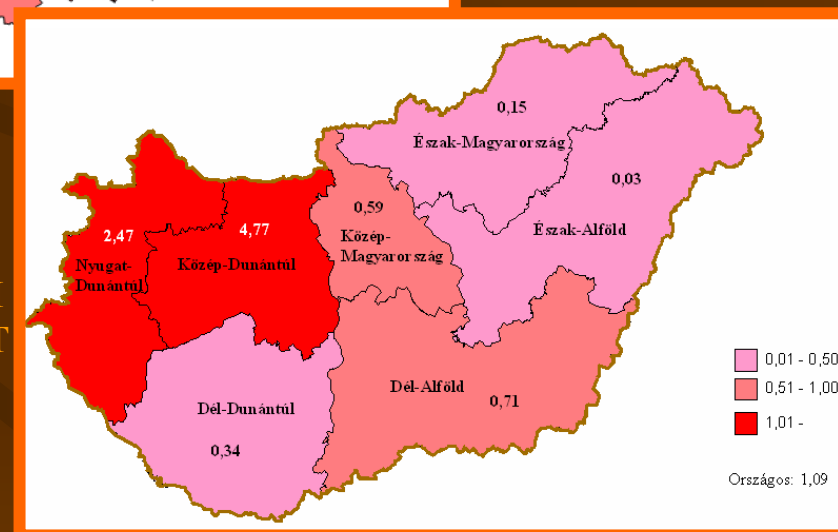 0,15
Észak-Magyarország
0,03
Észak-Alföld
0,59
Közép-
Magyarország
2,47
Nyugat-
Dunántúl
4,77
Közép-Dunántúl
Dél-Alföld
0,71
Dél-Dunántúl
0,34
0,01 - 0,50
0,51 - 1,00
1,01 -
Országos: 1,09
T